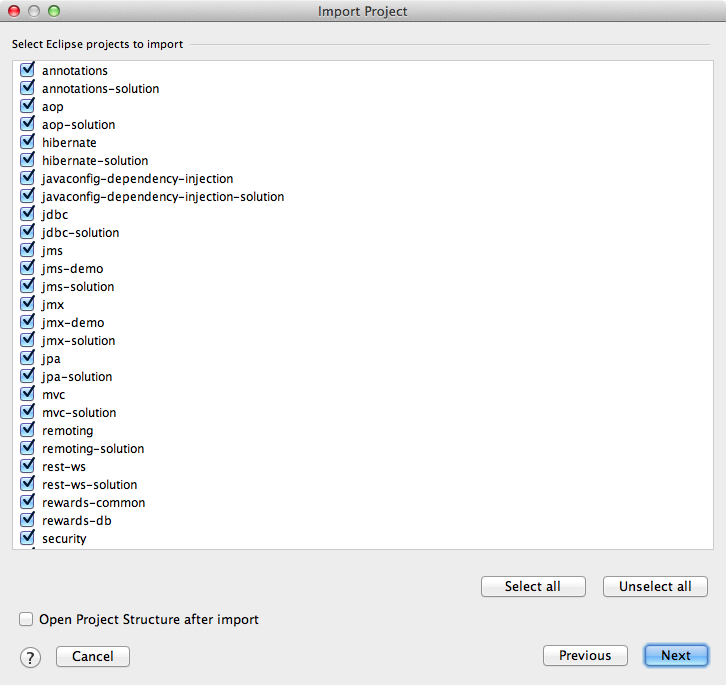 Import Project
Select Eclipse projects to import
annotations
annotations-solution
aop
aop-solution
hibernate
hibernate-solution
javaconfig-dependency-injection
javaconfig-dependency-injection-solution
jdbc
jdbc-solution
jms
jms-demo
jms-solution
jmx
jmx-demo
jmx-solution
jpa
jpa-solution
mvc
mvc-solution
remoting
remoting-solution
rest-ws
rest-ws-solution
rewards-common
rewards-db
security
Select all Unselect all
Open Project Structure after import
? Cancel Previous Next